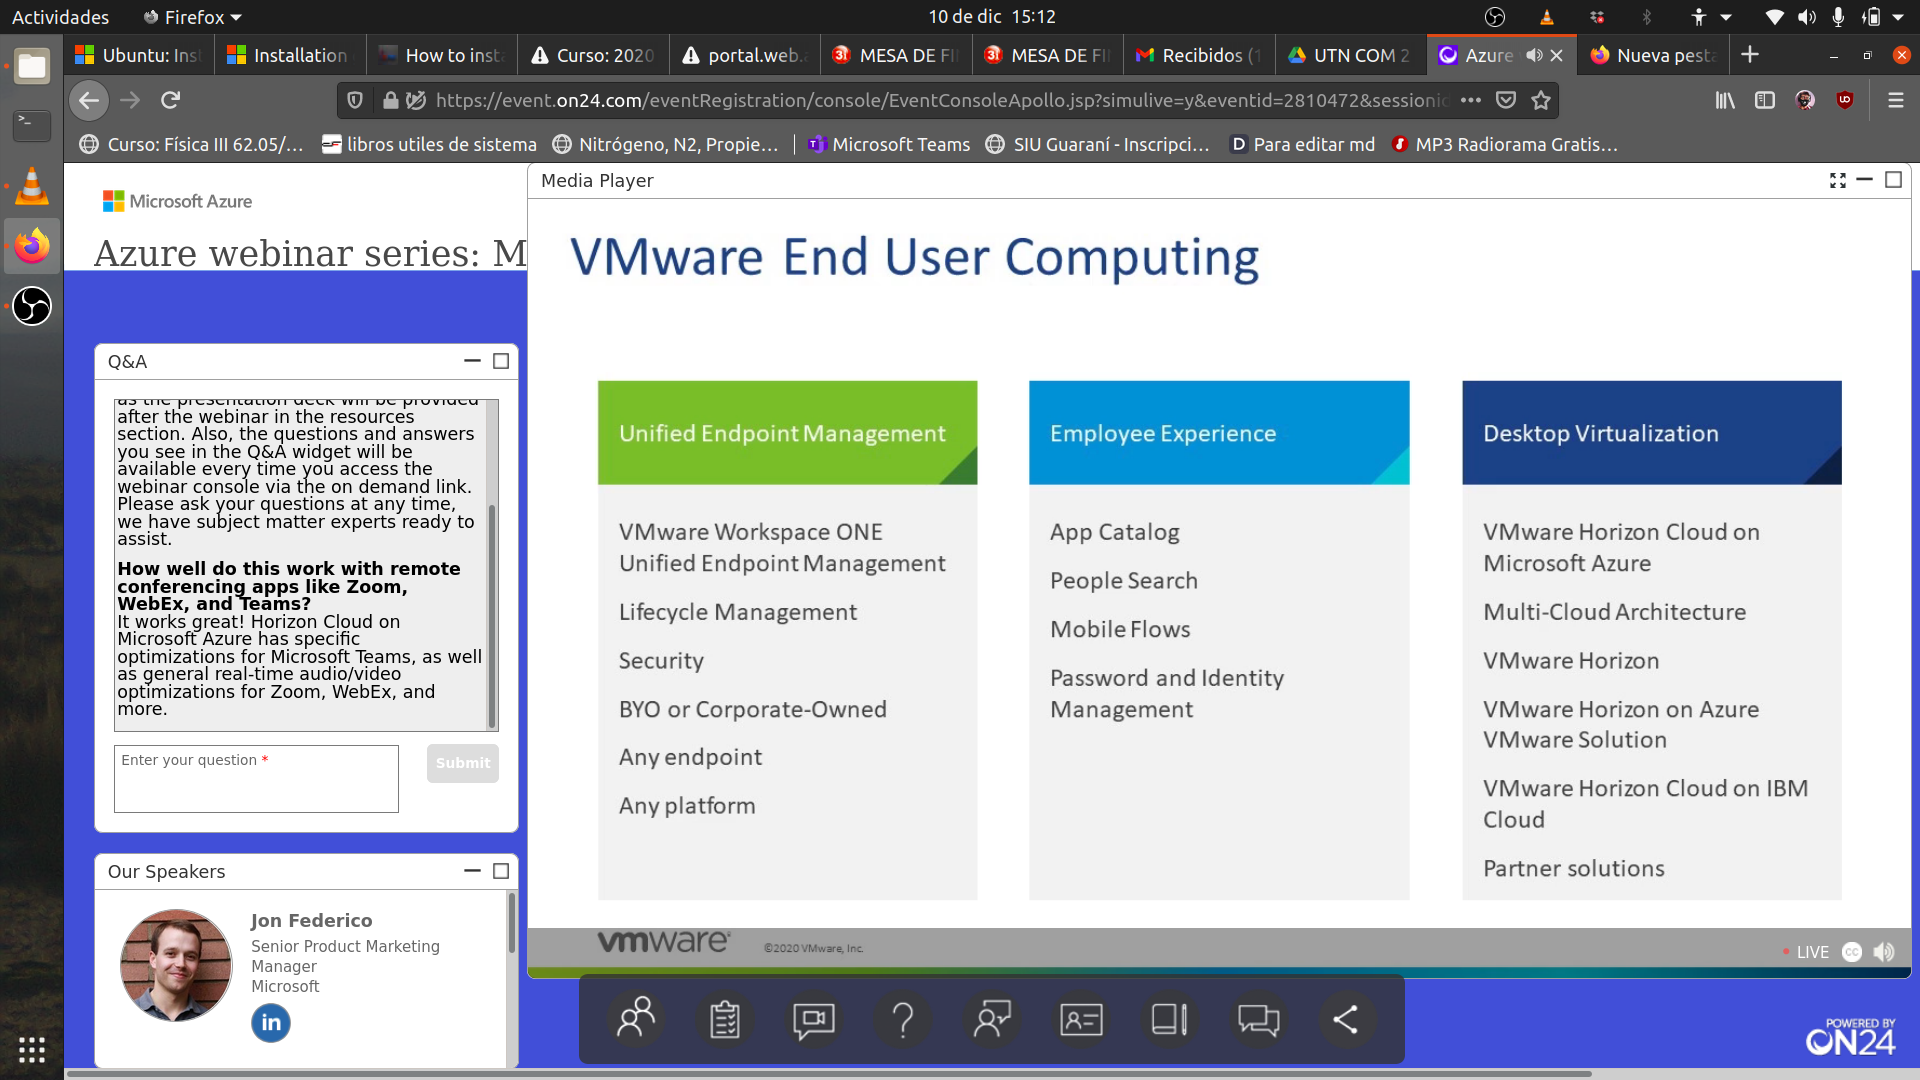 Actividades
Firefox
10 de dic 15:12
Ubuntu: Ins
Installation
How to insta
Curso: 2020
portal.web.a
MESA DE FI
MESA DE FI
Recibidos (1
UTN COM 2
Azure
Nueva pesta
https://event.on24.com/eventRegistration/console/EventConsoleApollo.jsp?simulive=y&eventid=2810472&sessionid
Curso: Física III 62.05/…
libros utiles de sistema
Nitrógeno, N2, Propie…
Microsoft Teams
SIU Guaraní - Inscripci…
Para editar md
MP3 Radiorama Gratis…
Microsoft Azure
Azure webinar series: M
Q&A
as the presentation deck will be provided
after the webinar in the resources
section. Also, the questions and answers
you see in the Q&A widget will be
available every time you access the
webinar console via the on demand link.
Please ask your questions at any time,
we have subject matter experts ready to
assist.
How well do this work with remote
conferencing apps like Zoom,
WebEx, and Teams?
It works great! Horizon Cloud on
Microsoft Azure has specific
optimizations for Microsoft Teams, as well
as general real-time audio/video
optimizations for Zoom, WebEx, and
more.
Enter your question *
Submit
Our Speakers
Jon Federico
Senior Product Marketing
Manager
Microsoft
in
Media Player
VMware End User Computing
Unified Endpoint Management
VMware Workspace ONE
Unified Endpoint Management
Lifecycle Management
Security
BYO or Corporate-Owned
Any endpoint
Any platform
Employee Experience
App Catalog
People Search
Mobile Flows
Password and Identity
Management
Desktop Virtualization
VMware Horizon Cloud on
Microsoft Azure
Multi-Cloud Architecture
VMware Horizon
VMware Horizon on Azure
VMware Solution
VMware Horizon Cloud on IBM
Cloud
Partner solutions
vmware
©2020 VMware, Inc.
LIVE
CC
POWERED BY
ON24